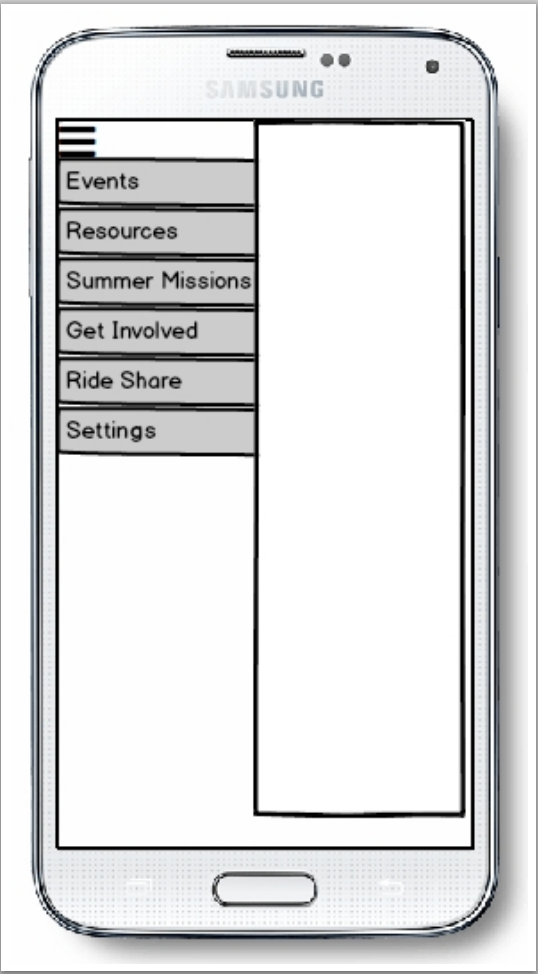 SAMSUNG
Events
Resources
Summer Missions
Get Involved
Ride Share
Settings